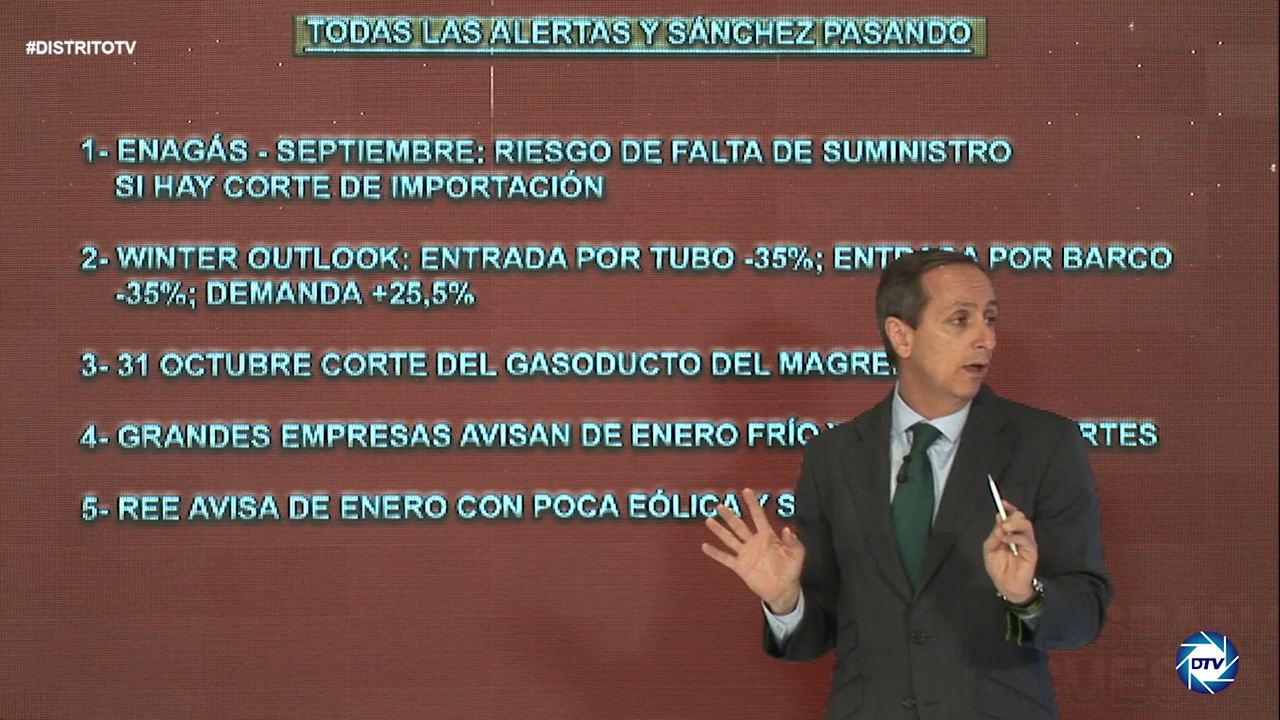 #DISTRITOTV
TODAS LAS ALERTAS Y SÁNCHEZ PASANDO
1- ENAGÁS - SEPTIEMBRE: RIESGO DE FALTA DE SUMINISTRO
SI HAY CORTE DE IMPORTACIÓN
2- WINTER OUTLOOK: ENTRADA POR TUBO -35%; POR BARCO
-35%; DEMANDA +25,5%
3- 31 OCTUBRE CORTE DEL GASODUCTO DEL
4- GRANDES EMPRESAS AVISAN DE ENERO FRÍO
5- REE AVISA DE ENERO CON POCA EÓLICA Y
DTV